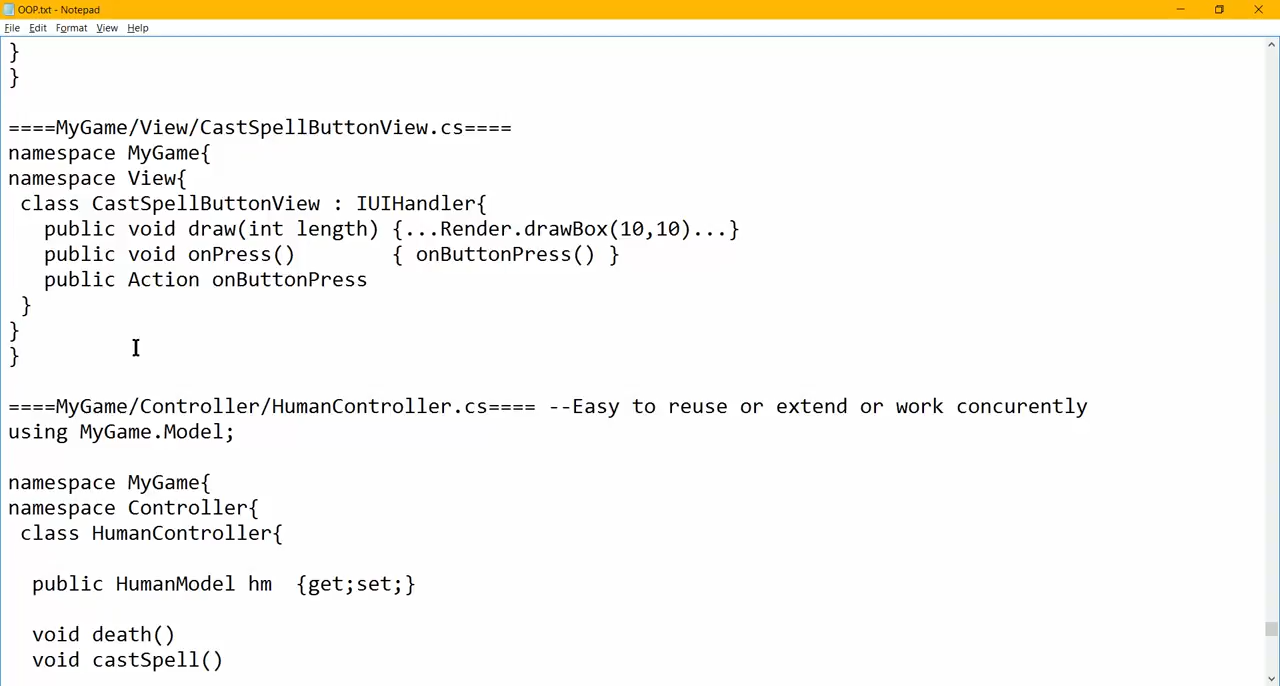 OOP.txt - Notepad
File Edit Format View Help
}
}
====MyGame/View/CastSpellButtonView.cs====
namespace MyGame{
namespace View{
 class CastSpellButtonView : IUIHandler{
   public void draw(int length) {...Render.drawBox(10,10)...}
   public void onPress()        { onButtonPress() }
   public Action onButtonPress
 }
}
}
====MyGame/Controller/HumanController.cs==== --Easy to reuse or extend or work concurently
using MyGame.Model;
namespace MyGame{
namespace Controller{
 class HumanController{
  public HumanModel hm  {get;set;}
  void death()
  void castSpell()